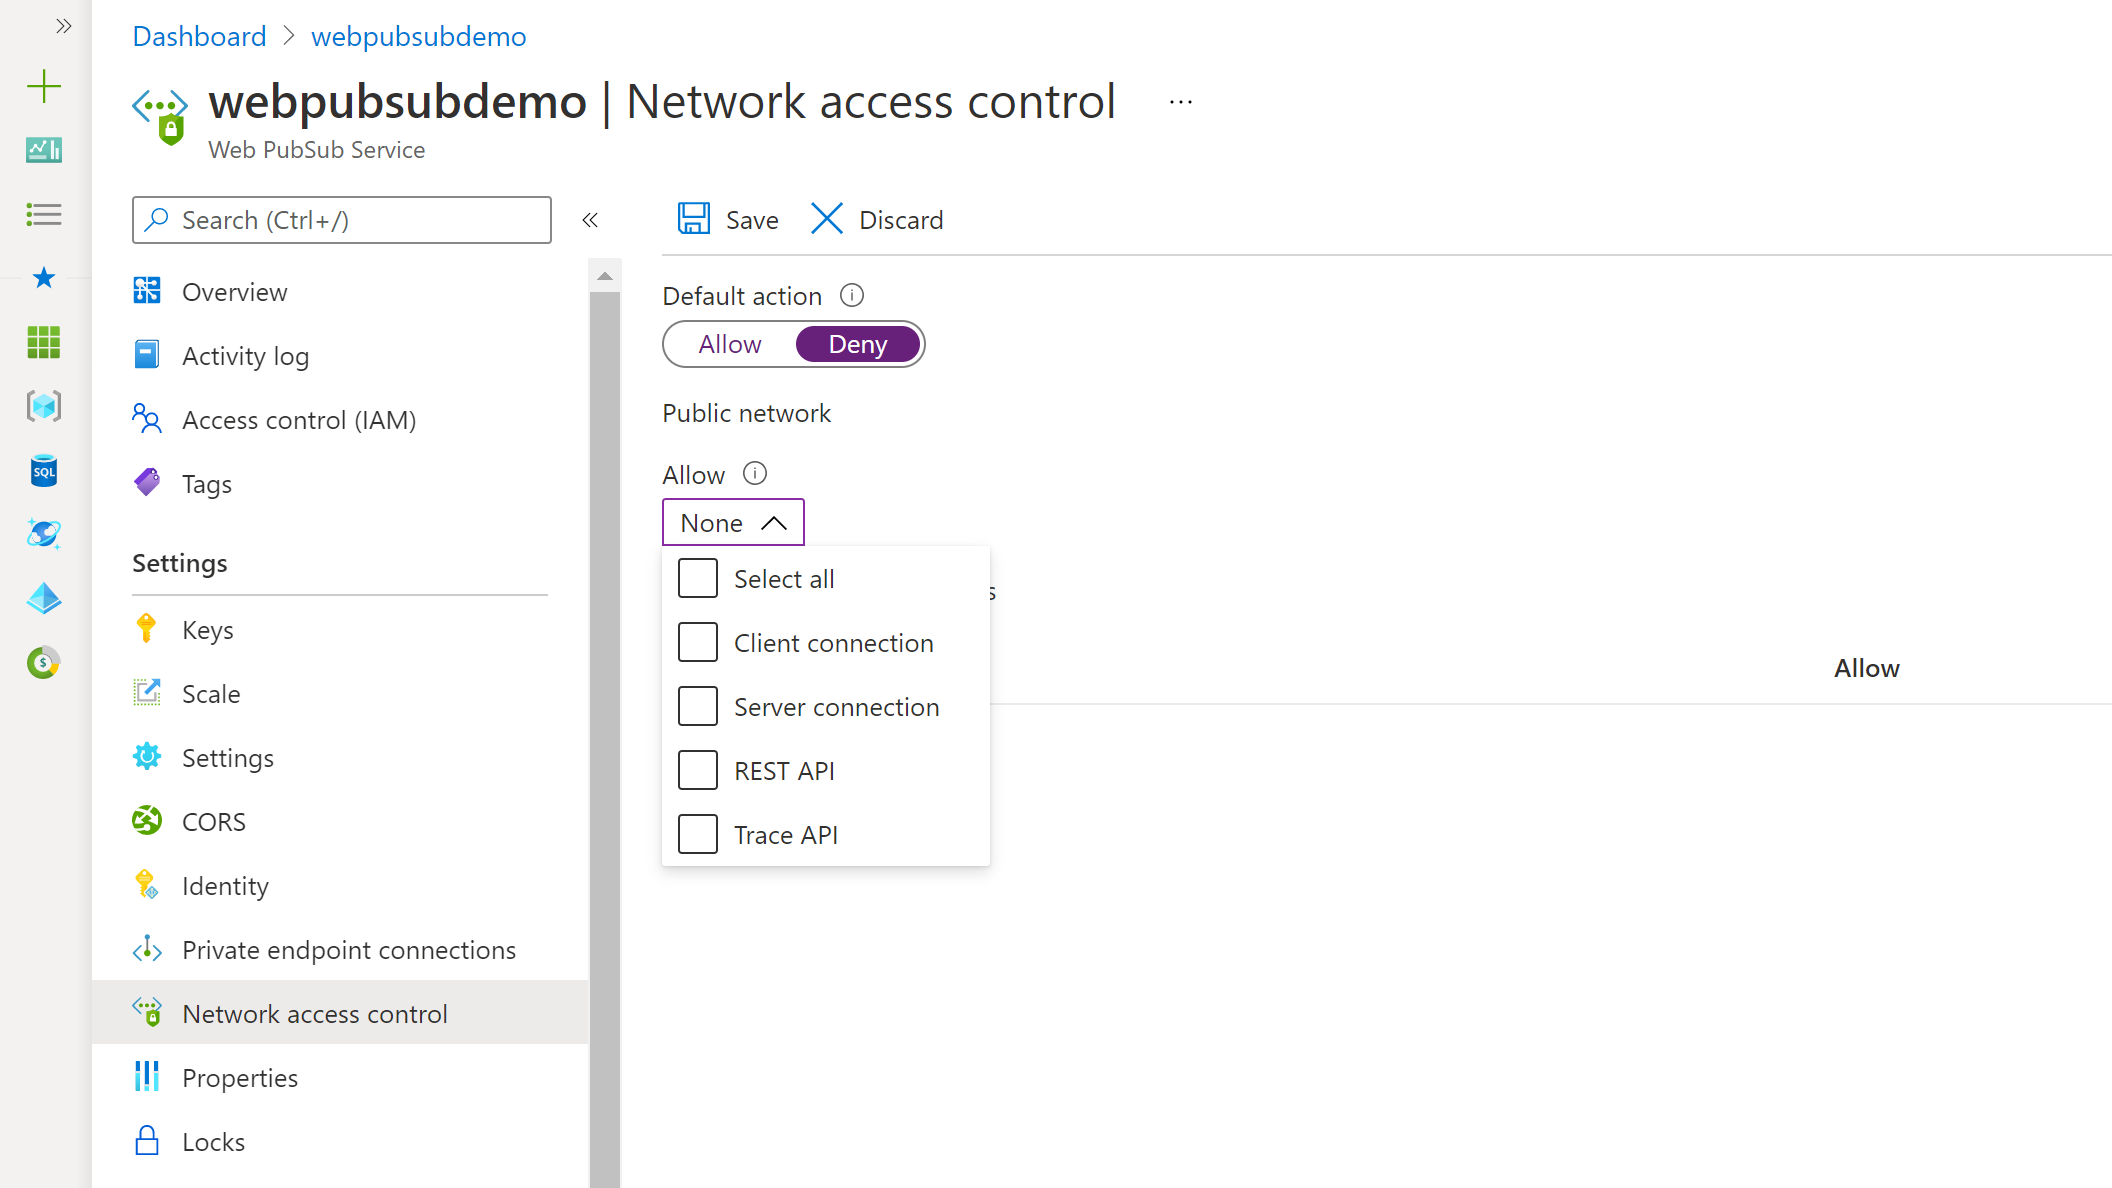 Dashboard > webpubsubdemo
webpubsubdemo | Network access control ...
Web PubSub Service
Search (Ctrl+/)
Overview
Activity log
Access control (IAM)
Tags
Settings
Keys
Scale
Settings
CORS
Identity
Private endpoint connections
Network access control
Properties
Locks
Save
Discard
Default action
Allow
Deny
Public network
Allow
None
Select all
Client connection
Server connection
REST API
Trace API
Allow
SQL
$